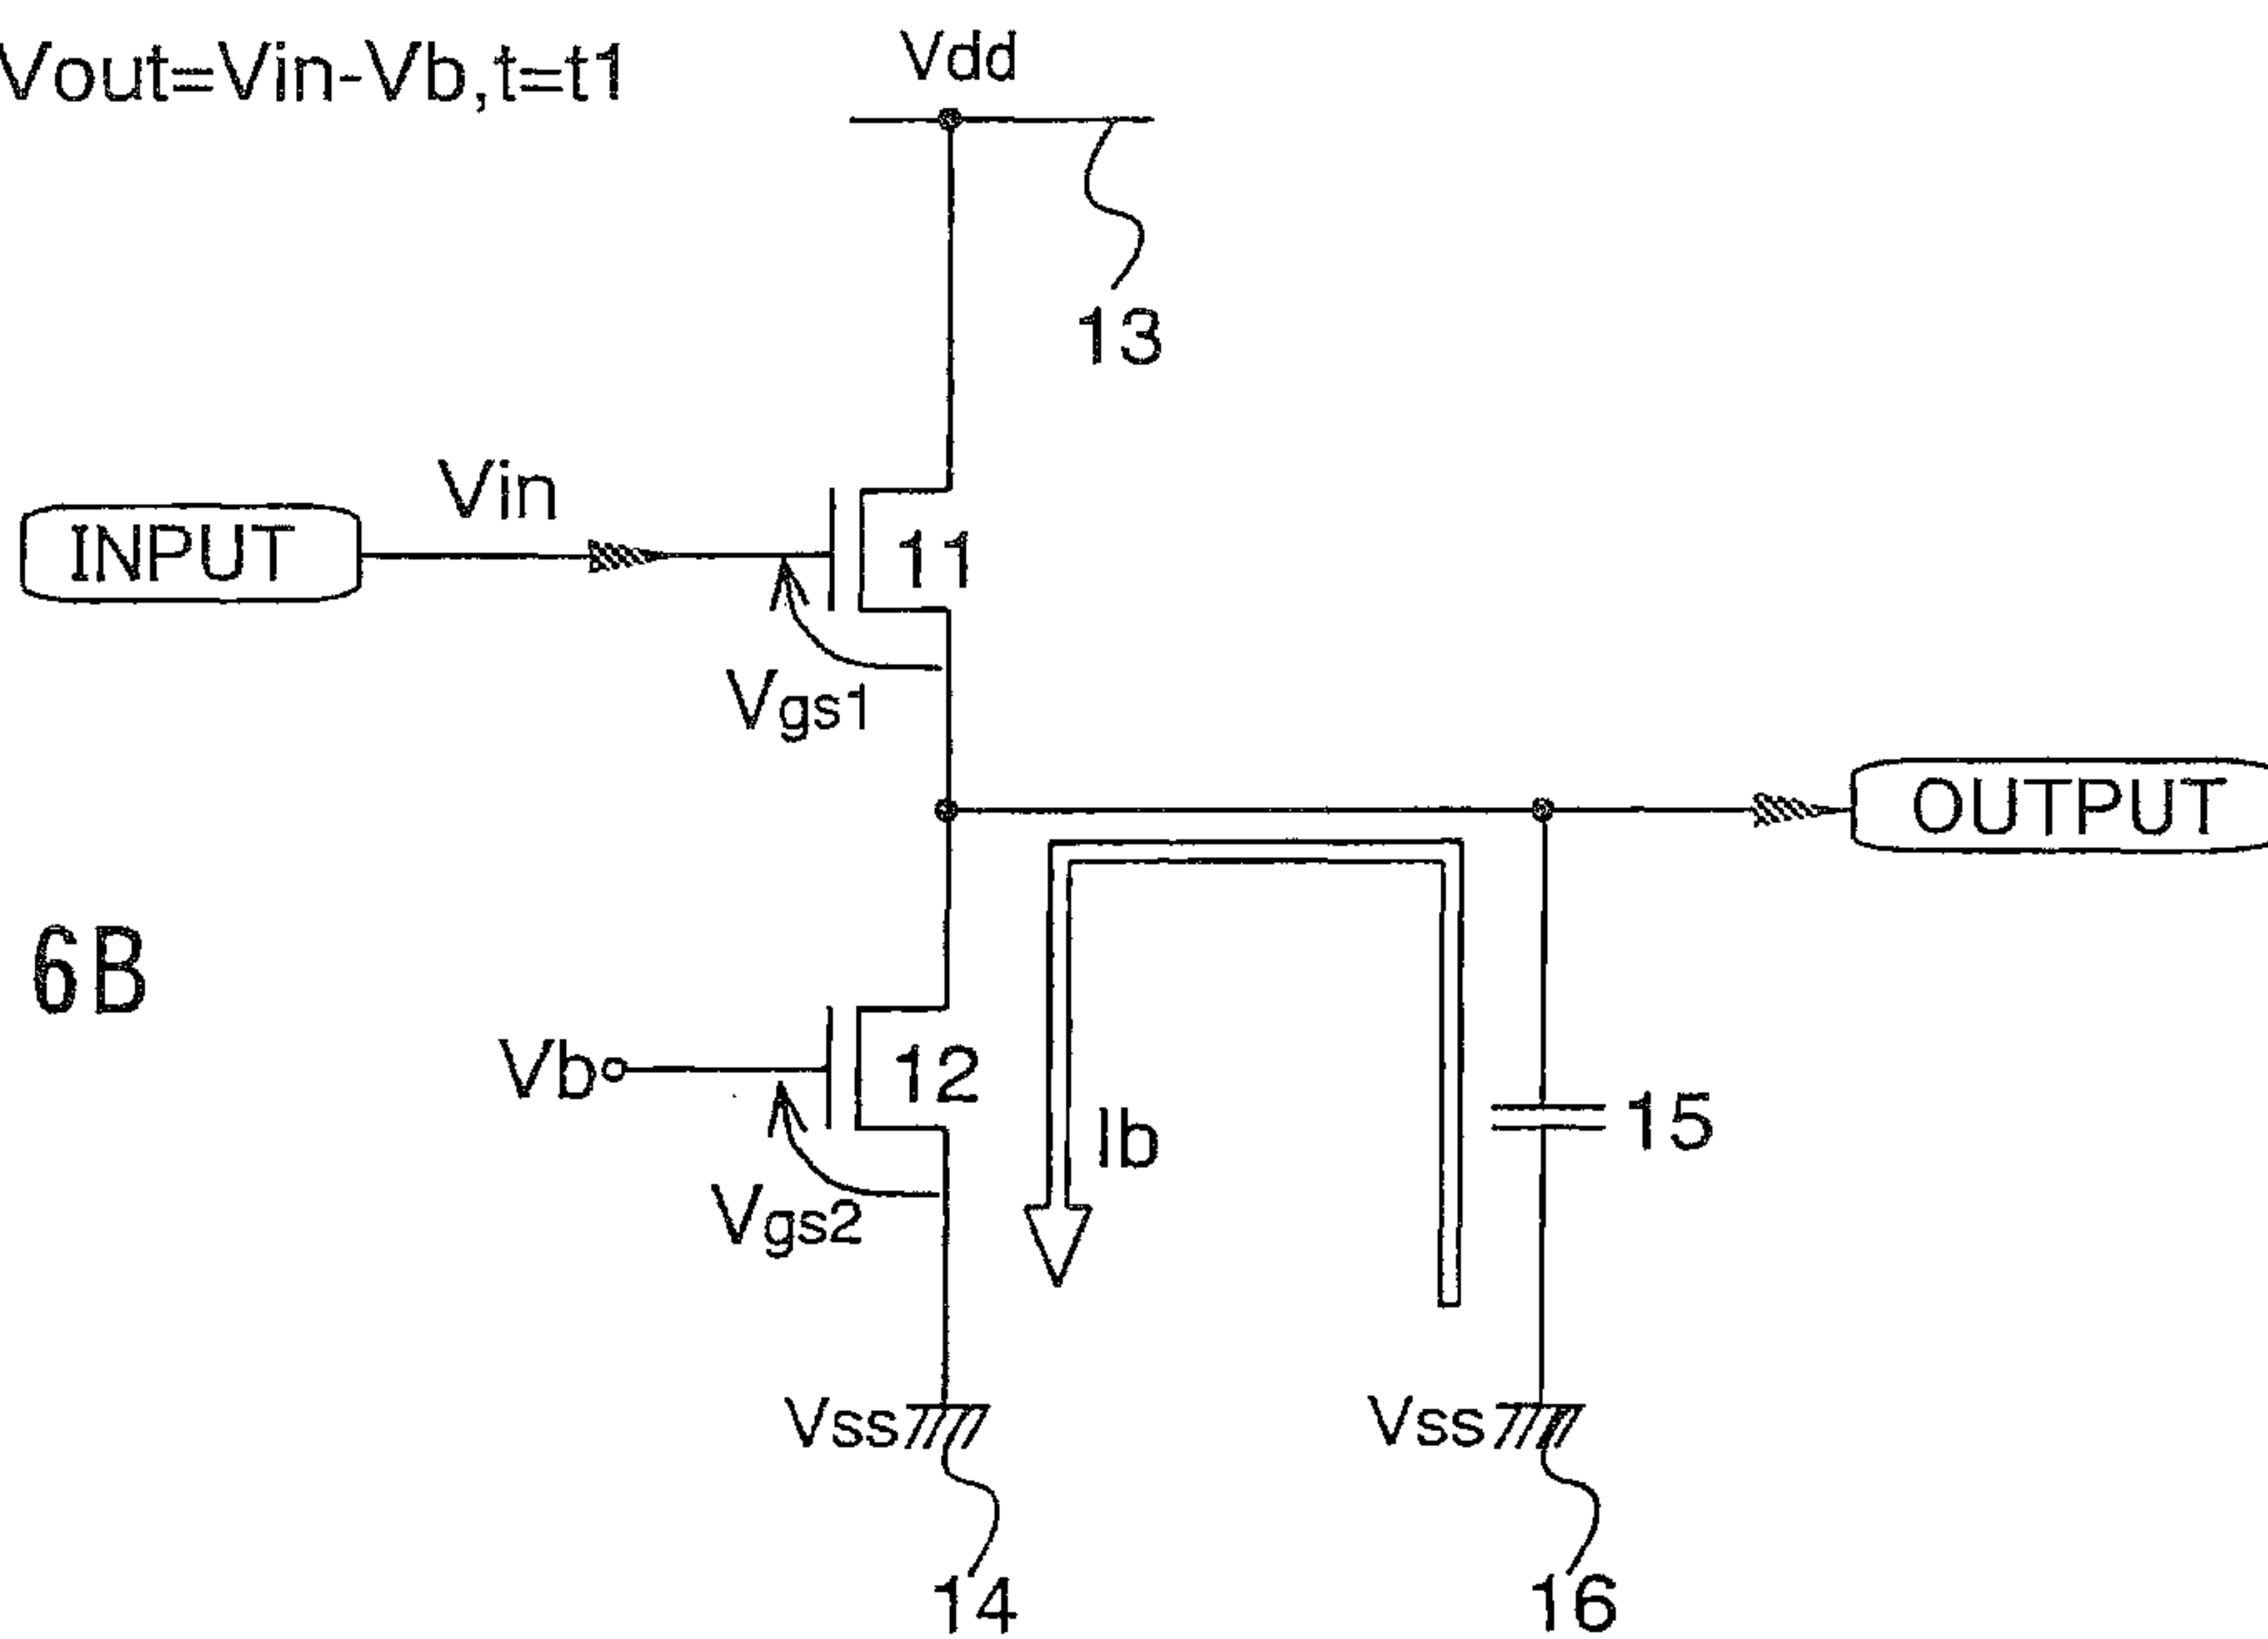 Vout=Vin-Vb,t=t1
Vdd
13
Vin
INPUT
11
Vgs1
OUTPUT
6B
Vb
12
Ib
15
Vgs2
Vss
Vss
14
16